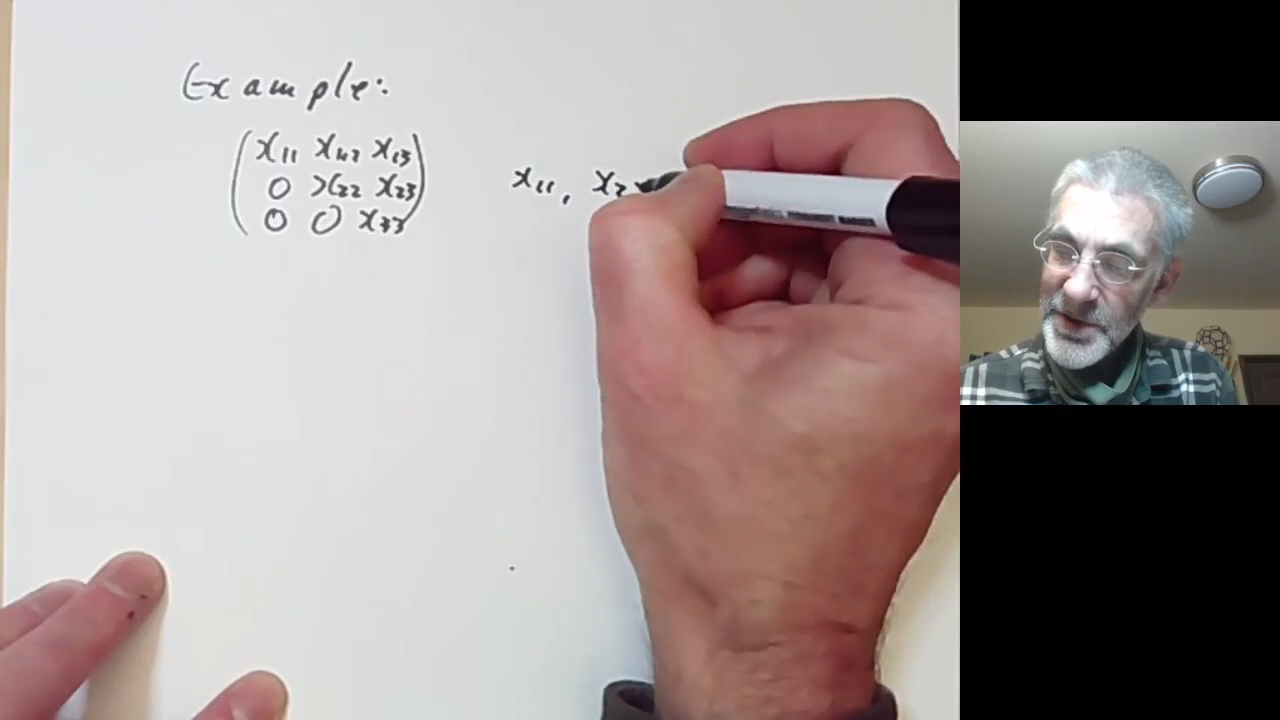 Example:
( x₁₁ x₁₂ x₁₃ )
( 0 x₂₂ x₂₃ )
( 0 0 x₃₃ )
x₁₁, x₂